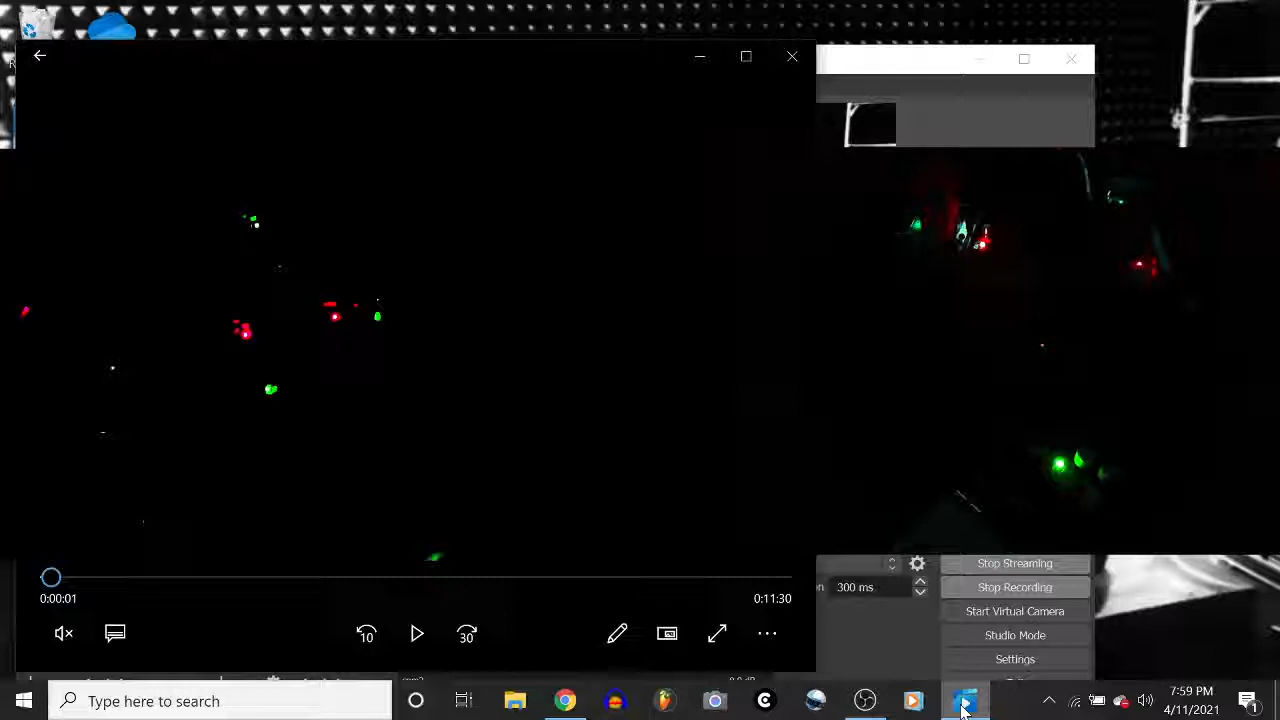 0:00:01
0:11:30
10
30
300 ms
Stop Streaming
Stop Recording
Start Virtual Camera
Studio Mode
Settings
Type here to search
7:59 PM
4/11/2021
1